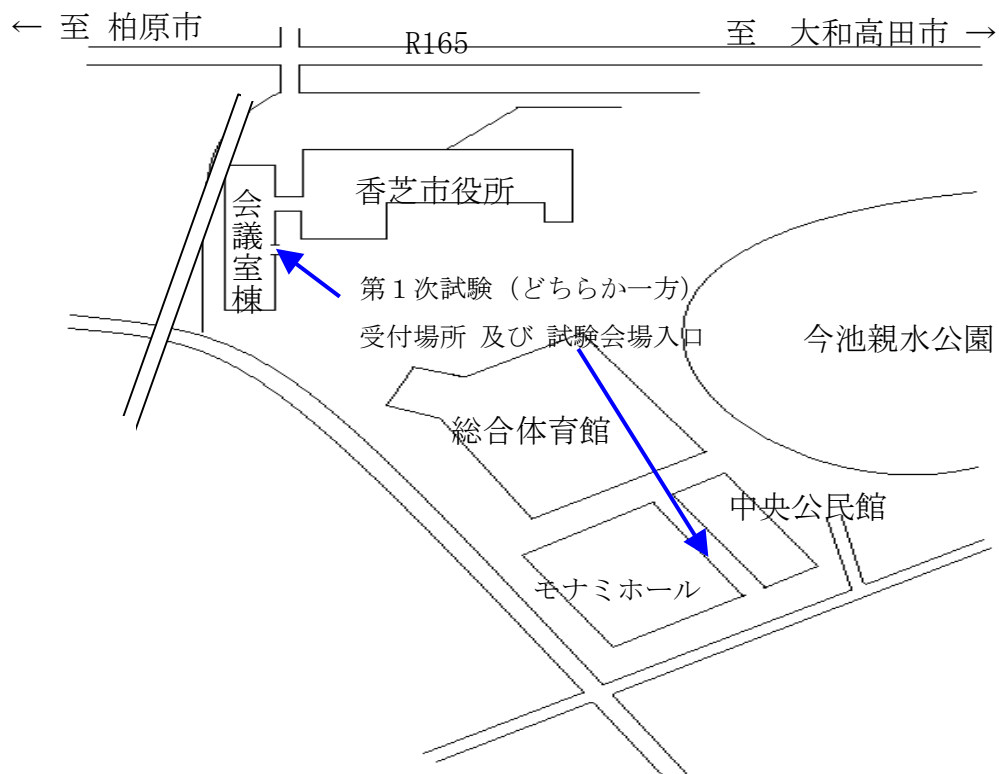 ← 至 柏原市
R165
至　大和高田市 →
香芝市役所
会議室棟
第１次試験（どちらか一方）
受付場所 及び 試験会場入口
今池親水公園
総合体育館
中央公民館
モナミホール